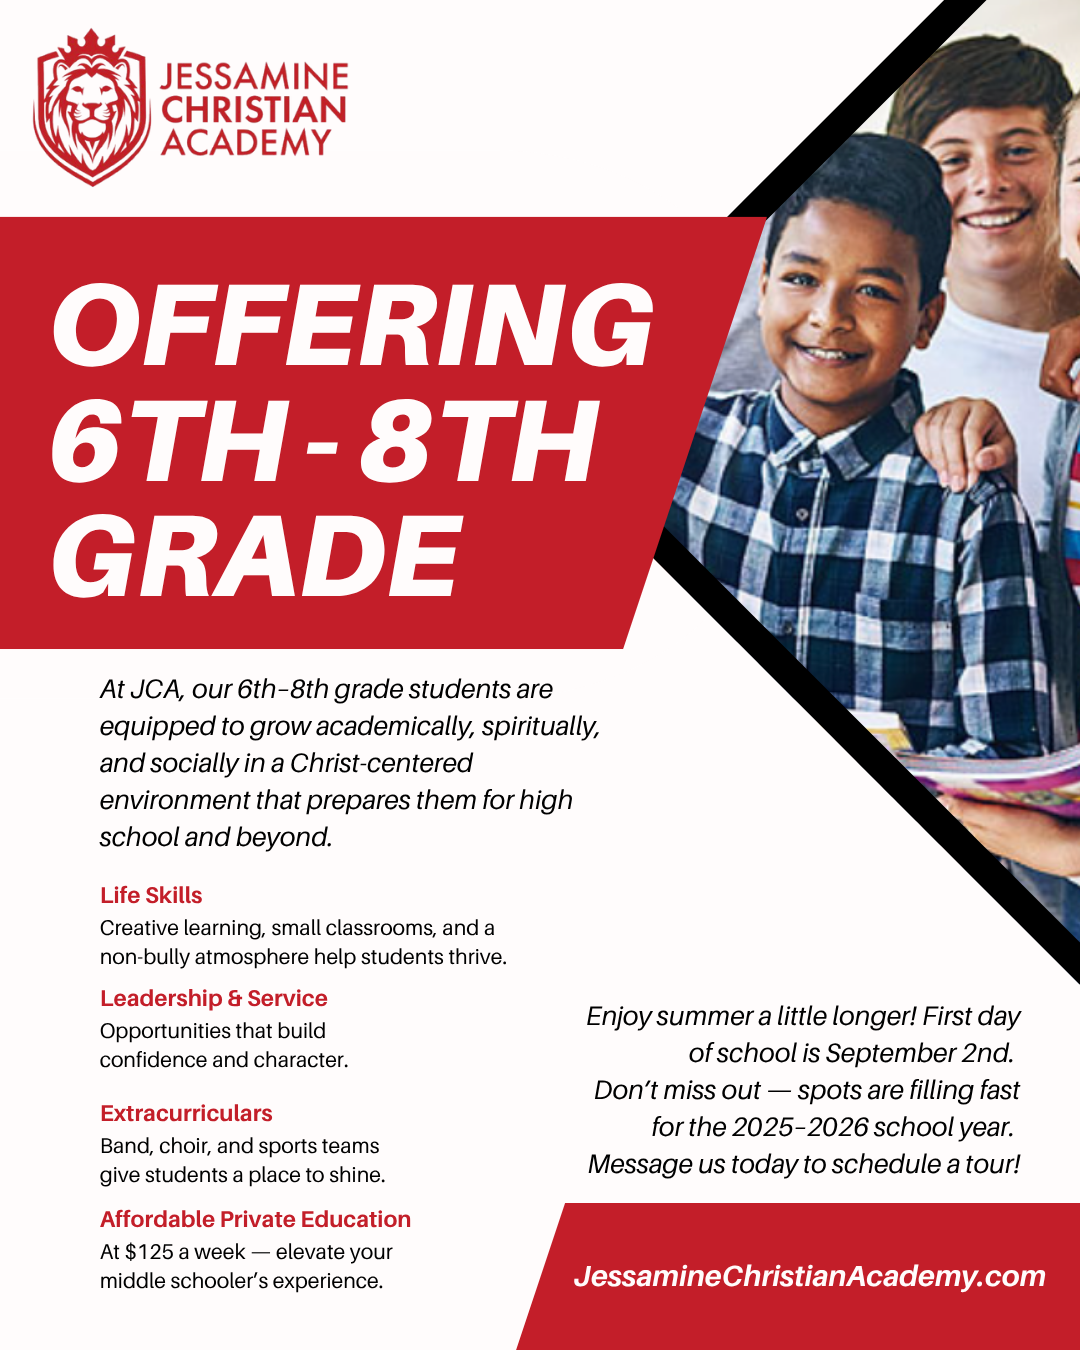 JESSAMINE
CHRISTIAN
ACADEMY
OFFERING
6TH - 8TH
GRADE
At JCA, our 6th–8th grade students are
equipped to grow academically, spiritually,
and socially in a Christ-centered
environment that prepares them for high
school and beyond.
Life Skills
Creative learning, small classrooms, and a
non-bully atmosphere help students thrive.
Leadership & Service
Opportunities that build
confidence and character.
Extracurriculars
Band, choir, and sports teams
give students a place to shine.
Affordable Private Education
At $125 a week — elevate your
middle schooler’s experience.
Enjoy summer a little longer! First day
of school is September 2nd.
Don’t miss out — spots are filling fast
for the 2025–2026 school year.
Message us today to schedule a tour!
JessamineChristianAcademy.com